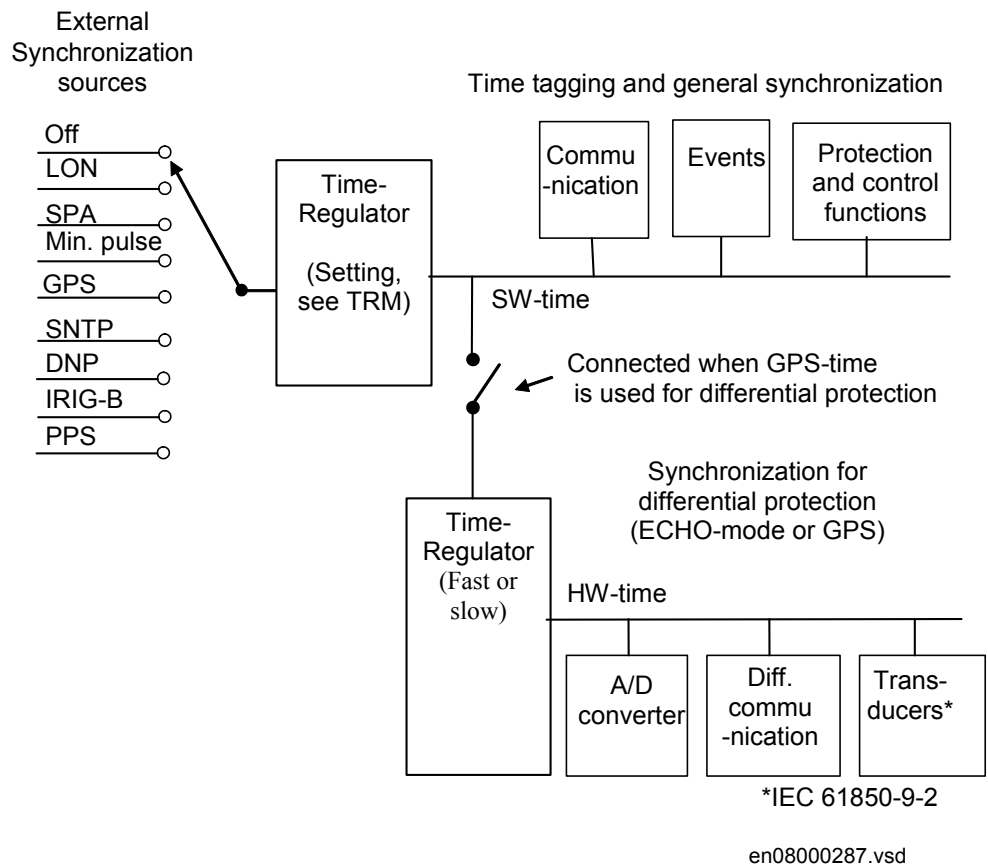 External
Synchronization
sources
Off
LON
SPA
Min. pulse
GPS
SNTP
DNP
IRIG-B
PPS
Time-
Regulator
(Setting,
see TRM)
Time tagging and general synchronization
Commu
-nication
Events
Protection
and control
functions
SW-time
Connected when GPS-time
is used for differential protection
Synchronization for
differential protection
(ECHO-mode or GPS)
Time-
Regulator
(Fast or
slow)
HW-time
A/D
converter
Diff.
commu
-nication
Trans-
ducers*
*IEC 61850-9-2
en08000287.vsd